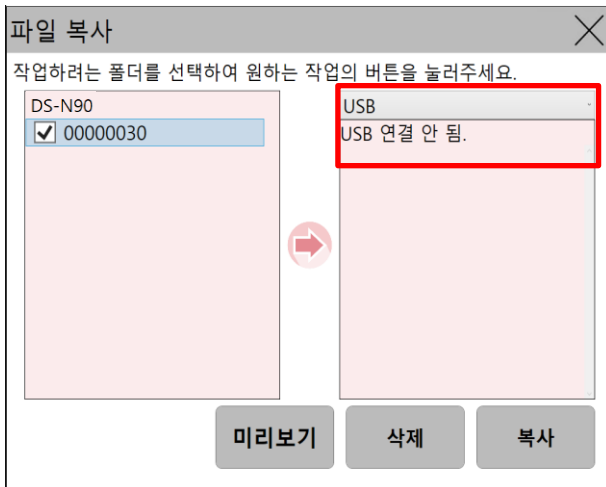 파일 복사
작업하려는 폴더를 선택하여 원하는 작업의 버튼을 눌러주세요.
DS-N90
00000030
USB
USB 연결 안 됨.
미리보기
삭제
복사